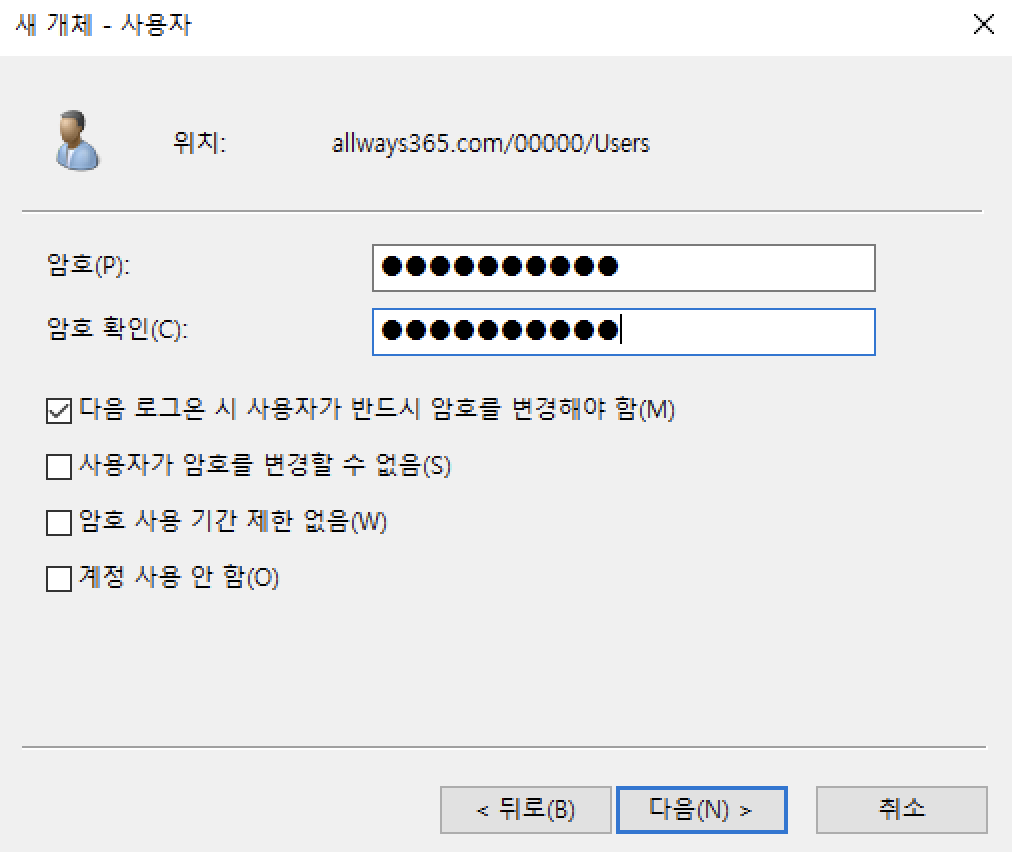 새 개체 - 사용자
위치: allways365.com/00000/Users
암호(P): ●●●●●●●●●●
암호 확인(C): ●●●●●●●●●●
다음 로그온 시 사용자가 반드시 암호를 변경해야 함(M)
사용자가 암호를 변경할 수 없음(S)
암호 사용 기간 제한 없음(W)
계정 사용 안 함(O)
< 뒤로(B) 다음(N) > 취소